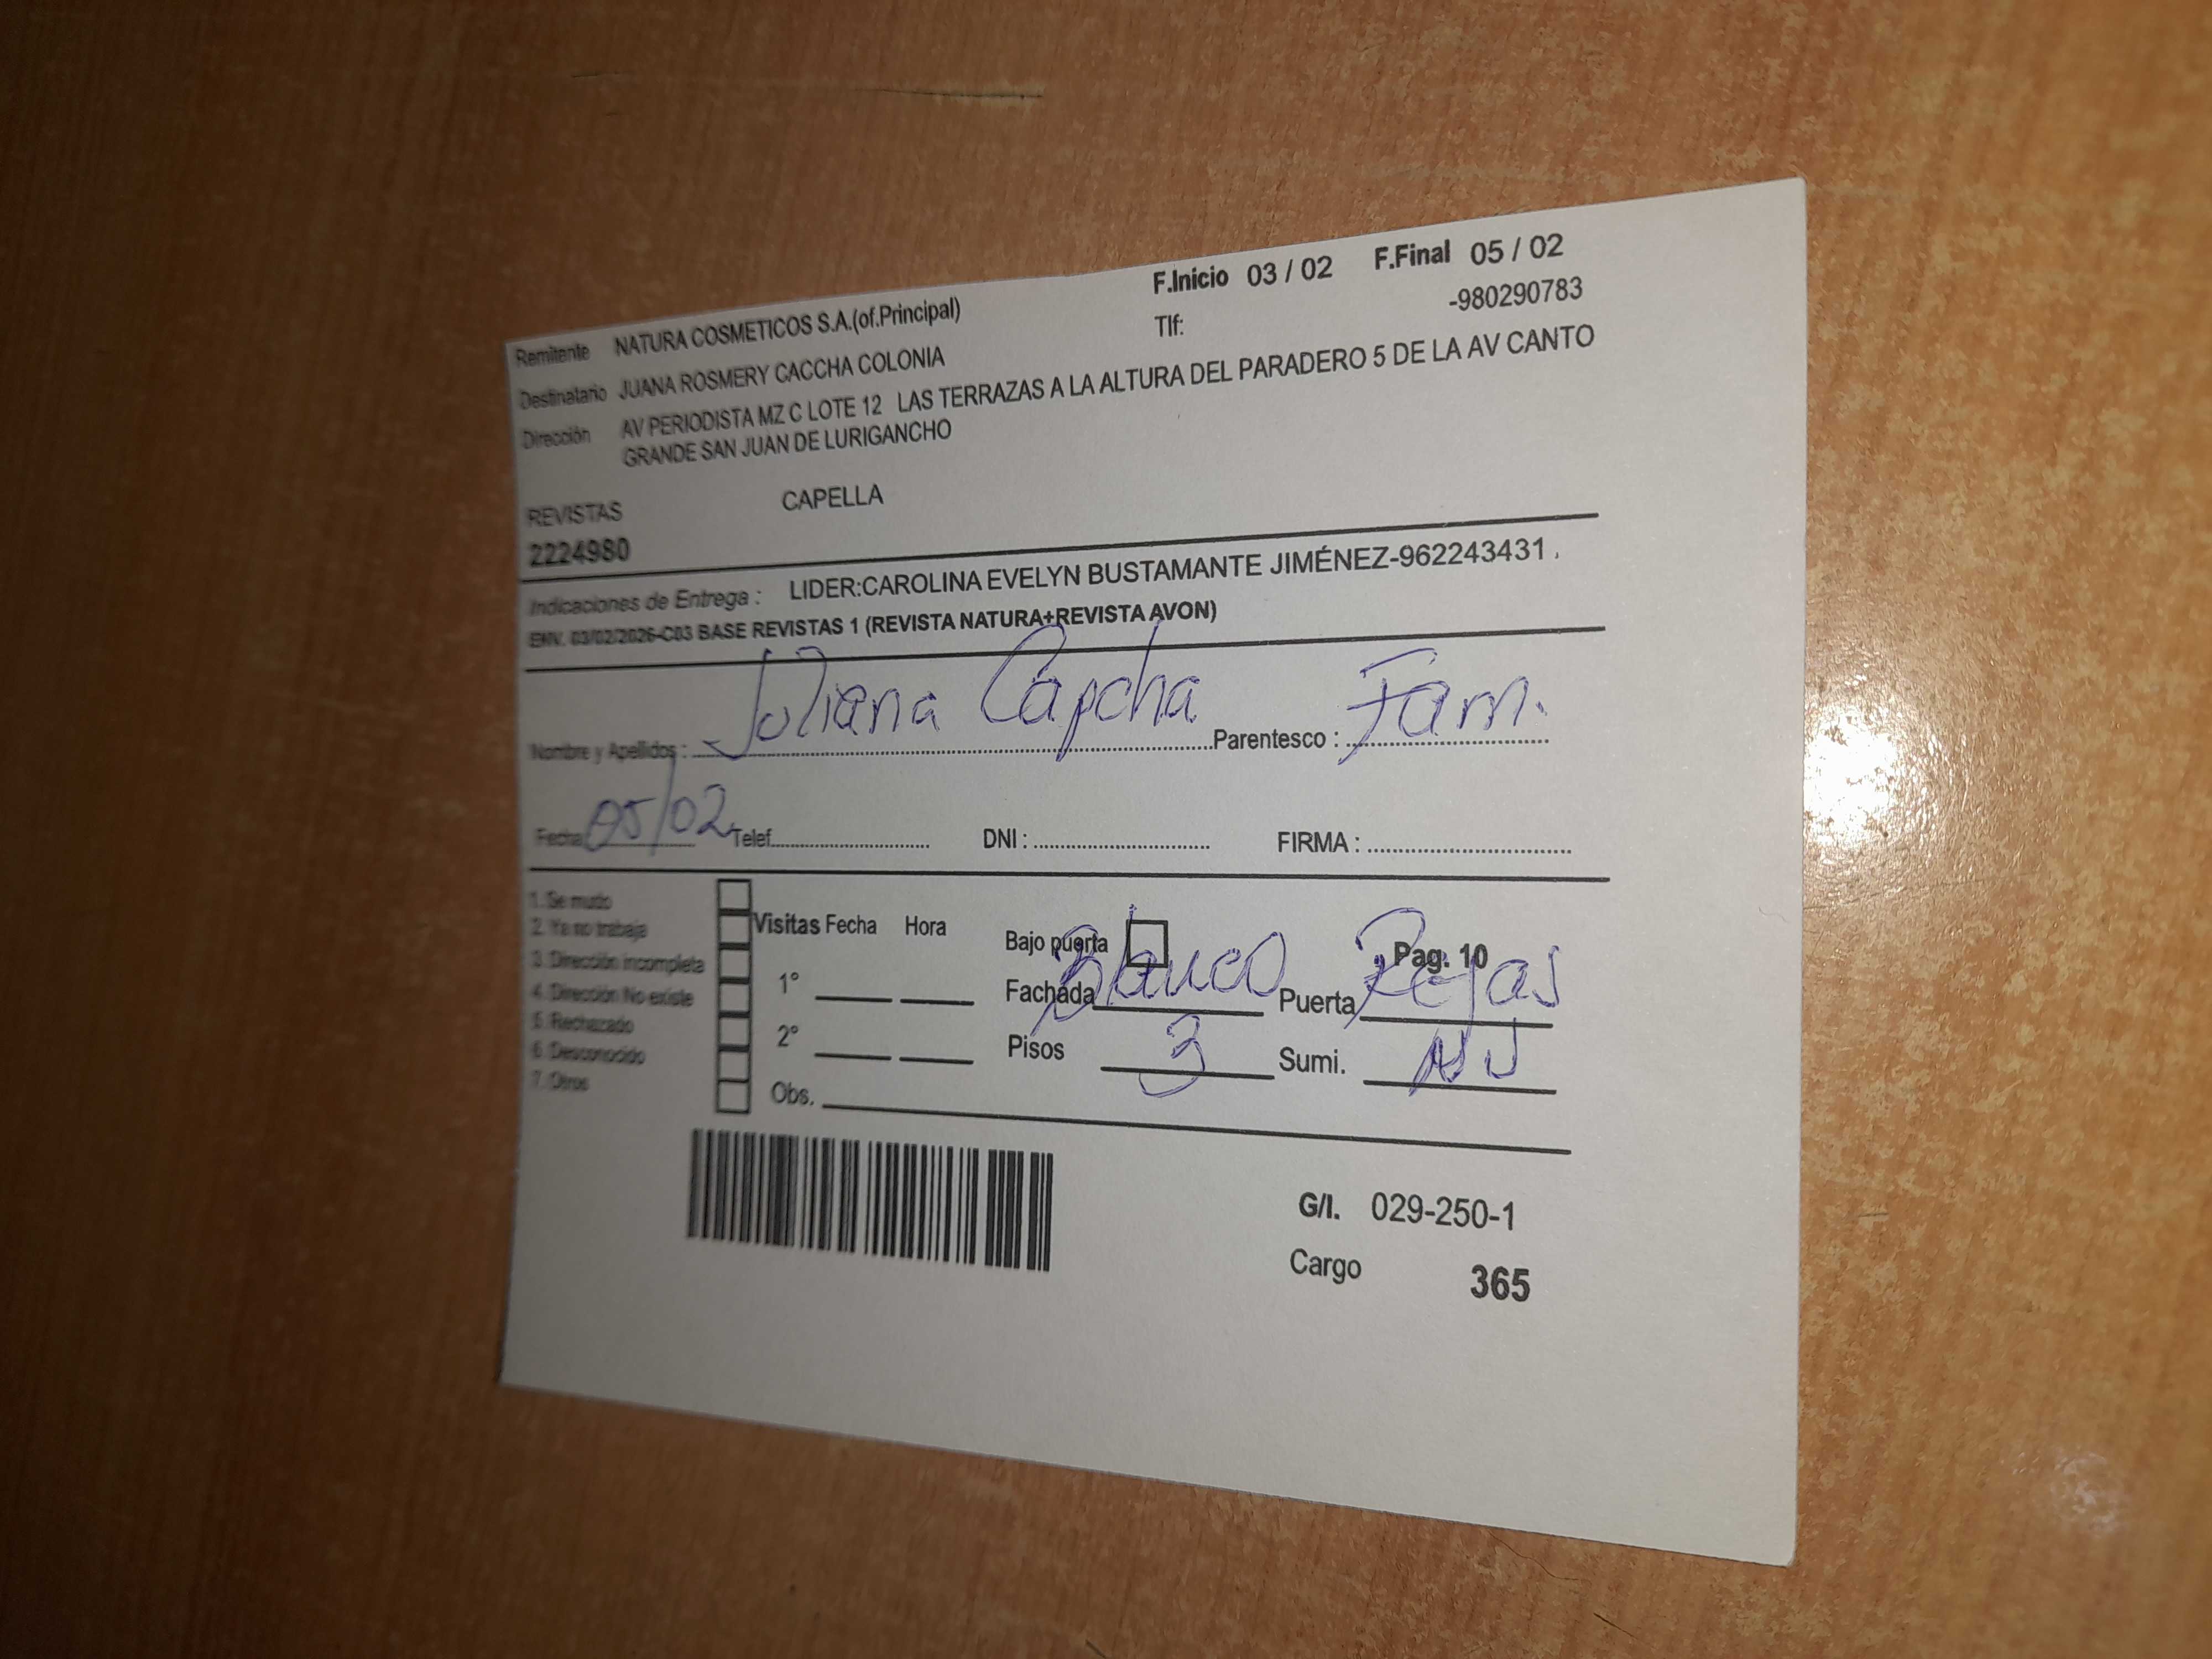 F.Inicio 03 / 02 F.Final 05 / 02
Remitente NATURA COSMETICOS S.A.(of.Principal) Tlf: -980290783
Destinatario JUANA ROSMERY CACCHA COLONIA
Dirección AV PERIODISTA MZ C LOTE 12 LAS TERRAZAS A LA ALTURA DEL PARADERO 5 DE LA AV CANTO
GRANDE SAN JUAN DE LURIGANCHO
REVISTAS CAPELLA
2224980
Indicaciones de Entrega : LIDER:CAROLINA EVELYN BUSTAMANTE JIMÉNEZ-962243431 .
ENV. 03/02/2026-C03 BASE REVISTAS 1 (REVISTA NATURA+REVISTA AVON)
Nombre y Apellidos : Juliana Capcha Parentesco : Fam.
Fecha 05/02 Telef. DNI : FIRMA :
1. Se mudo
2. Ya no trabaja
3. Dirección incompleta
4. Dirección No existe
5. Rechazado
6. Desconocido
7. Otros
Visitas Fecha Hora
1°
2°
Obs.
Bajo puerta Pag. 10
Fachada Blanco Puerta Rejas
Pisos 3 Sumi.
G/I. 029-250-1
Cargo 365